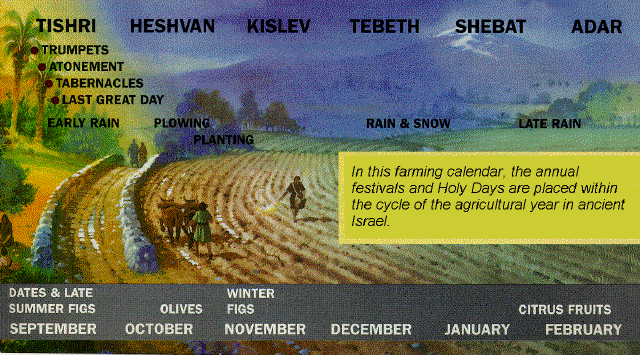 TISHRI HESHVAN KISLEV TEBETH SHEBAT ADAR
TRUMPETS
ATONEMENT
TABERNACLES
LAST GREAT DAY
EARLY RAIN PLOWING RAIN & SNOW LATE RAIN
PLANTING
In this farming calendar, the annual
festivals and Holy Days are placed within
the cycle of the agricultural year in ancient
Israel.
DATES & LATE WINTER
SUMMER FIGS OLIVES FIGS CITRUS FRUITS
SEPTEMBER OCTOBER NOVEMBER DECEMBER JANUARY FEBRUARY